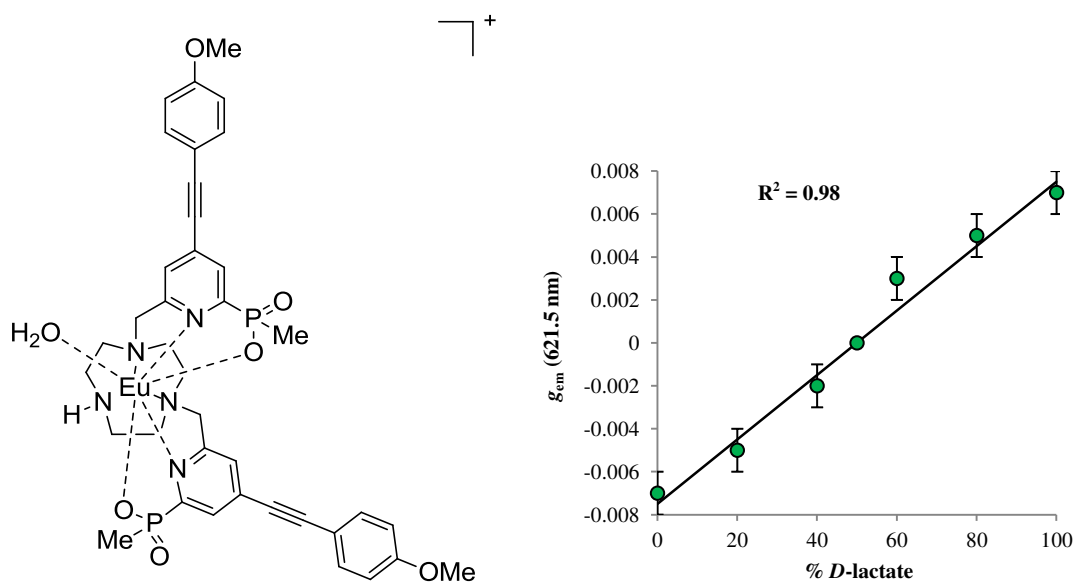 +
OMe
N
P
O
Me
O
H₂O
N
Eu
N
H
N
N
O
P
Me
O
OMe
0.008
0.006
0.004
0.002
0
-0.002
-0.004
-0.006
-0.008
R² = 0.98
g_em (621.5 nm)
0 20 40 60 80 100
% D-lactate